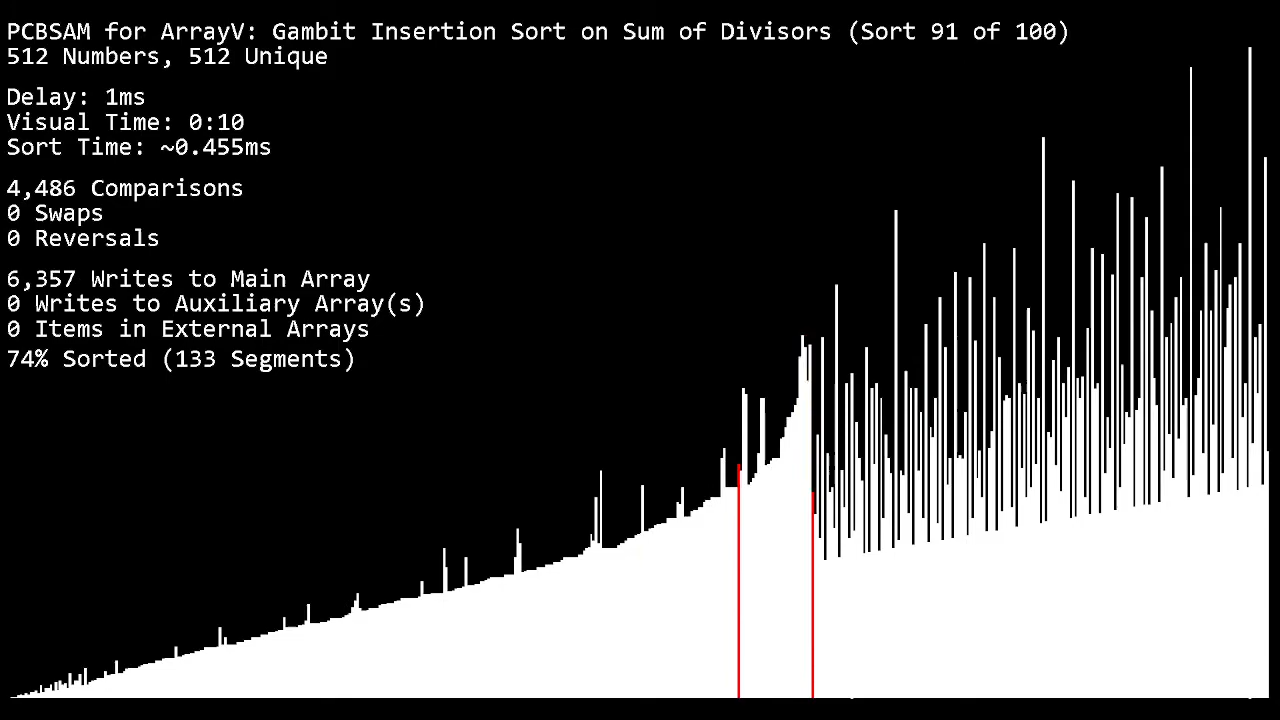 PCBSAM for ArrayV: Gambit Insertion Sort on Sum of Divisors (Sort 91 of 100)
512 Numbers, 512 Unique
Delay: 1ms
Visual Time: 0:10
Sort Time: ~0.455ms
4,486 Comparisons
0 Swaps
0 Reversals
6,357 Writes to Main Array
0 Writes to Auxiliary Array(s)
0 Items in External Arrays
74% Sorted (133 Segments)